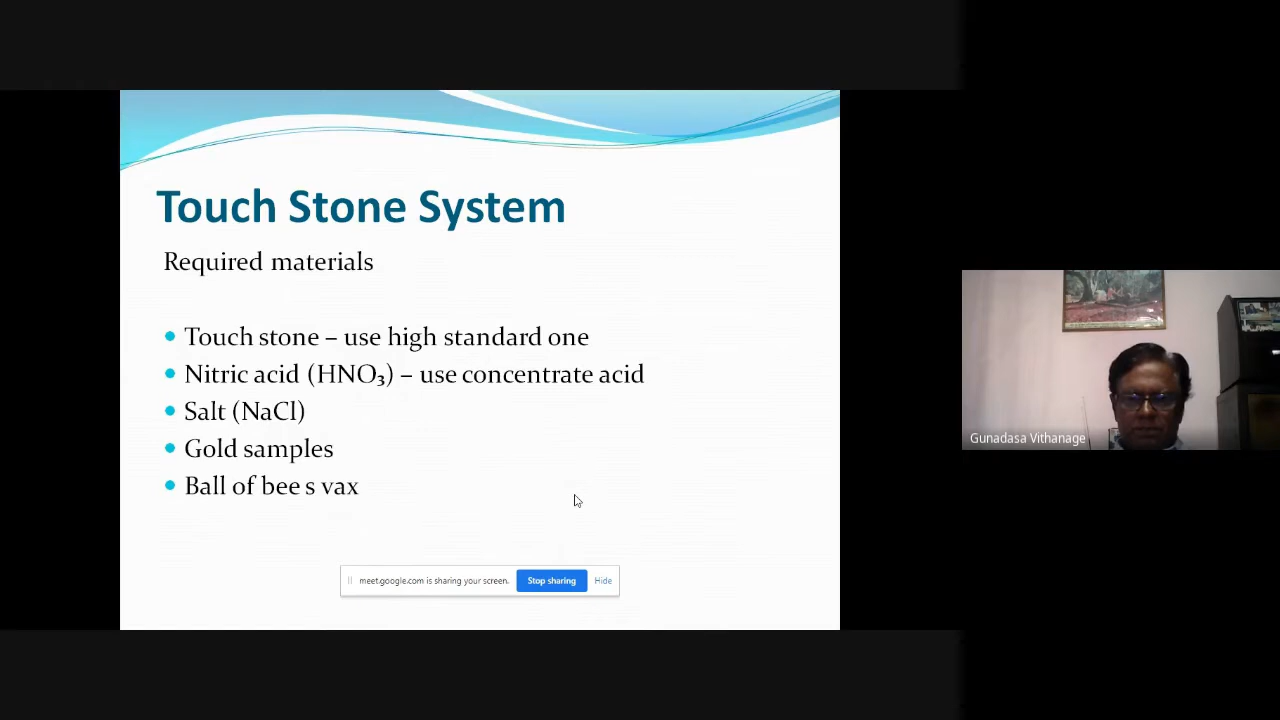 Touch Stone System
Required materials
Touch stone – use high standard one
Nitric acid (HNO₃) – use concentrate acid
Salt (NaCl)
Gold samples
Ball of bee s vax
meet.google.com is sharing your screen. Stop sharing Hide
Gunadasa Vithanage